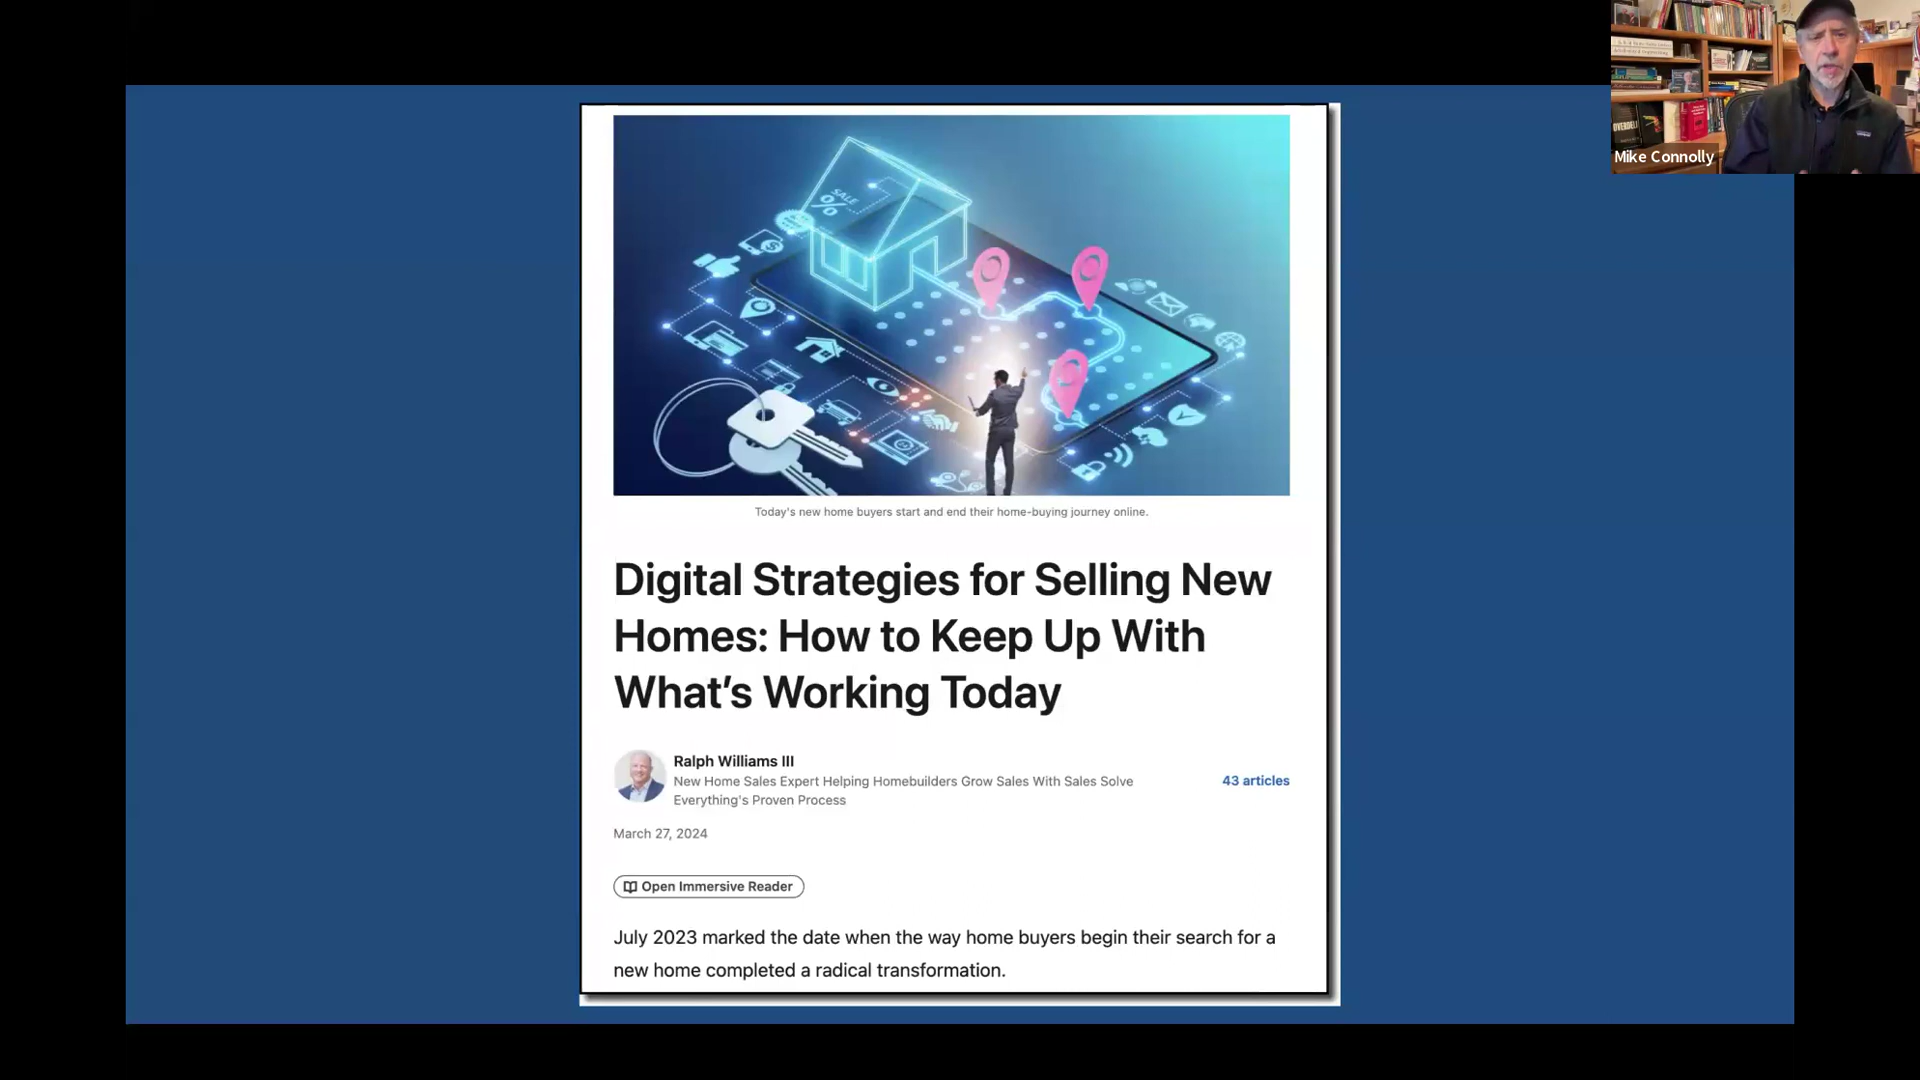 SALE
%
Mike Connolly
Today's new home buyers start and end their home-buying journey online.
Digital Strategies for Selling New
Homes: How to Keep Up With
What's Working Today
Ralph Williams III
New Home Sales Expert Helping Homebuilders Grow Sales With Sales Solve
Everything's Proven Process
43 articles
March 27, 2024
Open Immersive Reader
July 2023 marked the date when the way home buyers begin their search for a
new home completed a radical transformation.